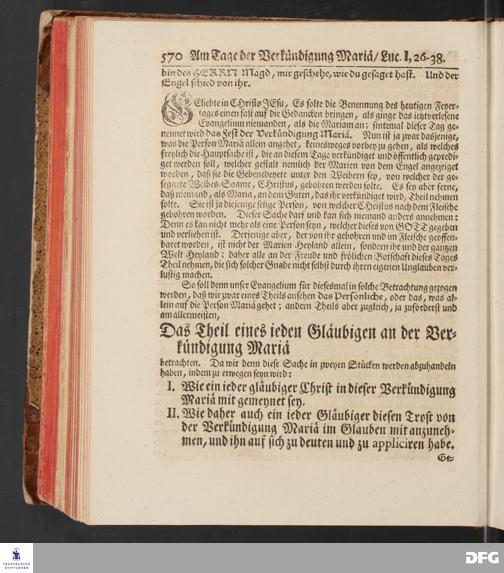 570 Am Tage der Verkündigung Mariä/ Luc. I, 26-38.
bin des HERRN Magd, mir geschehe, wie du gesaget hast. Und der
Engel schied von ihr.
GEliebte in Christo JEsu, Es solte die Benennung des heutigen Feyer-
tages einen fast auf die Gedancken bringen, als ginge das ietzverlesene
Evangelium niemanden, als die Mariam an; sintemal dieser Tag ge-
nennet wird das Fest der Verkündigung Mariä. Nun ist ja zwar dasjenige,
was die Person Mariä allein angehet, keinesweges vorbey zu gehen, als welches
freylich die Hauptsache ist, die an diesem Tage verkündiget und öffentlich geprediget
werden soll, welcher gestalt nemlich der Marien von dem Engel angezeiget
worden, daß sie die Gebenedeyete unter den Weibern sey, von welcher der ge-
segnete Weibes-Saame, Christus, gebohren werden solte. Es sey aber ferne,
daß niemand, als Maria, an dem Guten, das ihr verkündiget wird, Theil nehmen
solte. Sie ist ja diejenige selige Person, von welcher Christus nach dem Fleische
gebohren worden. Dieser Sache darf und kan sich niemand anders annehmen:
Denn es kan nicht mehr als eine Person seyn, welcher dieses von GOTT gegeben
und verliehen ist. Derjenige aber, der von ihr gebohren und im Fleische geoffen-
baret worden, ist nicht der Marien Heyland allein, sondern ihr und der gantzen
Welt Heyland; daher alle an der Freude und frölichen Botschaft dieses Tages
Theil nehmen, die sich solcher Gnade nicht selbst durch ihren eigenen Unglauben ver-
lustig machen.
So soll denn unser Evangelium für diesesmal in solche Betrachtung gezogen
werden, daß wir zwar eines Theils ansehen das Persönliche, oder das, was al-
lein auf die Person Mariä gehet; andern Theils aber zugleich, ja zuförderst und
am allermeisten,
Das Theil eines ieden Gläubigen an der Ver-
kündigung Mariä
betrachten. Da wir denn diese Sache in zweyen Stücken werden abzuhandeln
haben, indem zu erwegen seyn wird:
I. Wie ein ieder gläubiger Christ in dieser Verkündigung
Mariä mit gemeynet sey.
II. Wie daher auch ein ieder Gläubiger diesen Trost von
der Verkündigung Mariä im Glauben mit anzuneh-
men, und ihn auf sich zu deuten und zu appliciren habe.
Ge-
FRANCKESCHE
STIFTUNGEN
DFG